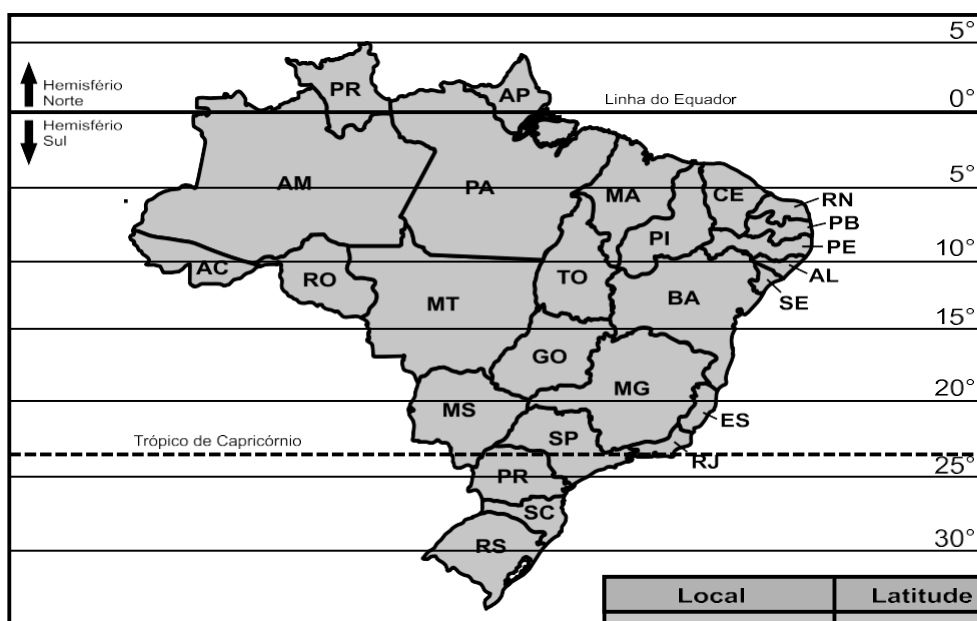 5°
PR
AP
Hemisfério
Norte
Linha do Equador
0°
Hemisfério
Sul
AM
PA
MA
CE
5°
RN
PB
PI
PE
10°
AC
RO
TO
AL
MT
BA
SE
15°
GO
MG
20°
MS
ES
SP
Trópico de Capricórnio
RJ
25°
PR
SC
RS
30°
Local
Latitude